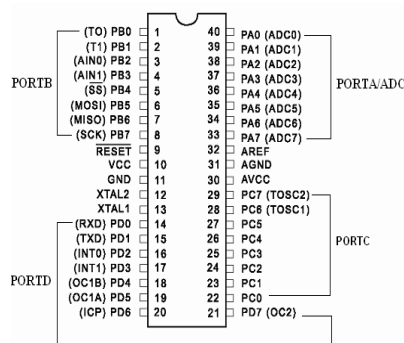 (TO) PB0 1 40 PA0 (ADC0)
(T1) PB1 2 39 PA1 (ADC1)
(AIN0) PB2 3 38 PA2 (ADC2)
(AIN1) PB3 4 37 PA3 (ADC3)
PORTB (SS) PB4 5 36 PA4 (ADC4) PORTA/ADC
(MOSI) PB5 6 35 PA5 (ADC5)
(MISO) PB6 7 34 PA6 (ADC6)
(SCK) PB7 8 33 PA7 (ADC7)
RESET 9 32 AREF
VCC 10 31 AGND
GND 11 30 AVCC
XTAL2 12 29 PC7 (TOSC2)
XTAL1 13 28 PC6 (TOSC1)
(RXD) PD0 14 27 PC5
(TXD) PD1 15 26 PC4 PORTC
(INT0) PD2 16 25 PC3
PORTD (INT1) PD3 17 24 PC2
(OC1B) PD4 18 23 PC1
(OC1A) PD5 19 22 PC0
(ICP) PD6 20 21 PD7 (OC2)